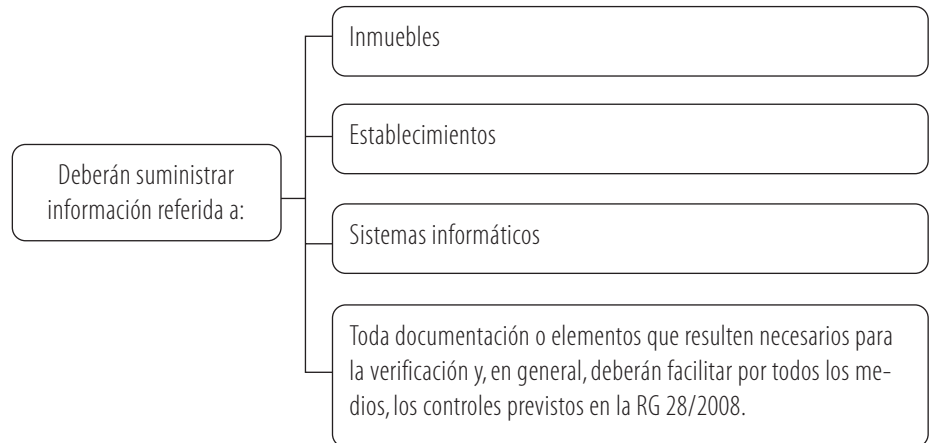 Deberán suministrar
información referida a:
Inmuebles
Establecimientos
Sistemas informáticos
Toda documentación o elementos que resulten necesarios para
la verificación y, en general, deberán facilitar por todos los me-
dios, los controles previstos en la RG 28/2008.